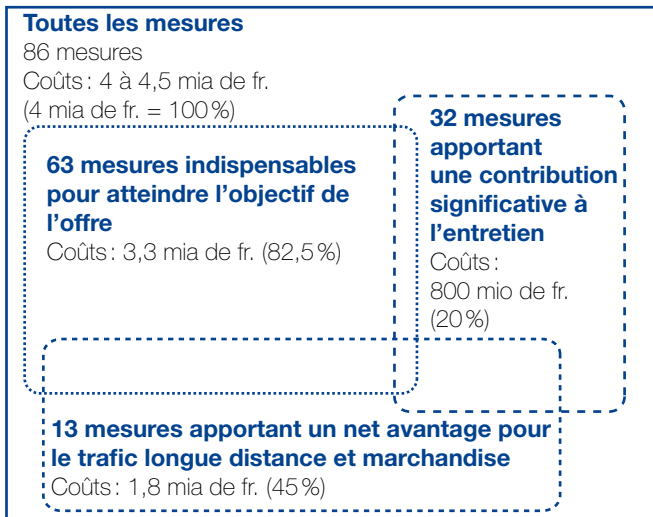 Toutes les mesures
86 mesures
Coûts : 4 à 4,5 mia de fr.
(4 mia de fr. = 100 %)
63 mesures indispensables
pour atteindre l’objectif de
l’offre
Coûts : 3,3 mia de fr. (82,5 %)
32 mesures
apportant
une contribution
significative à
l’entretien
Coûts :
800 mio de fr.
(20 %)
13 mesures apportant un net avantage pour
le trafic longue distance et marchandise
Coûts : 1,8 mia de fr. (45 %)